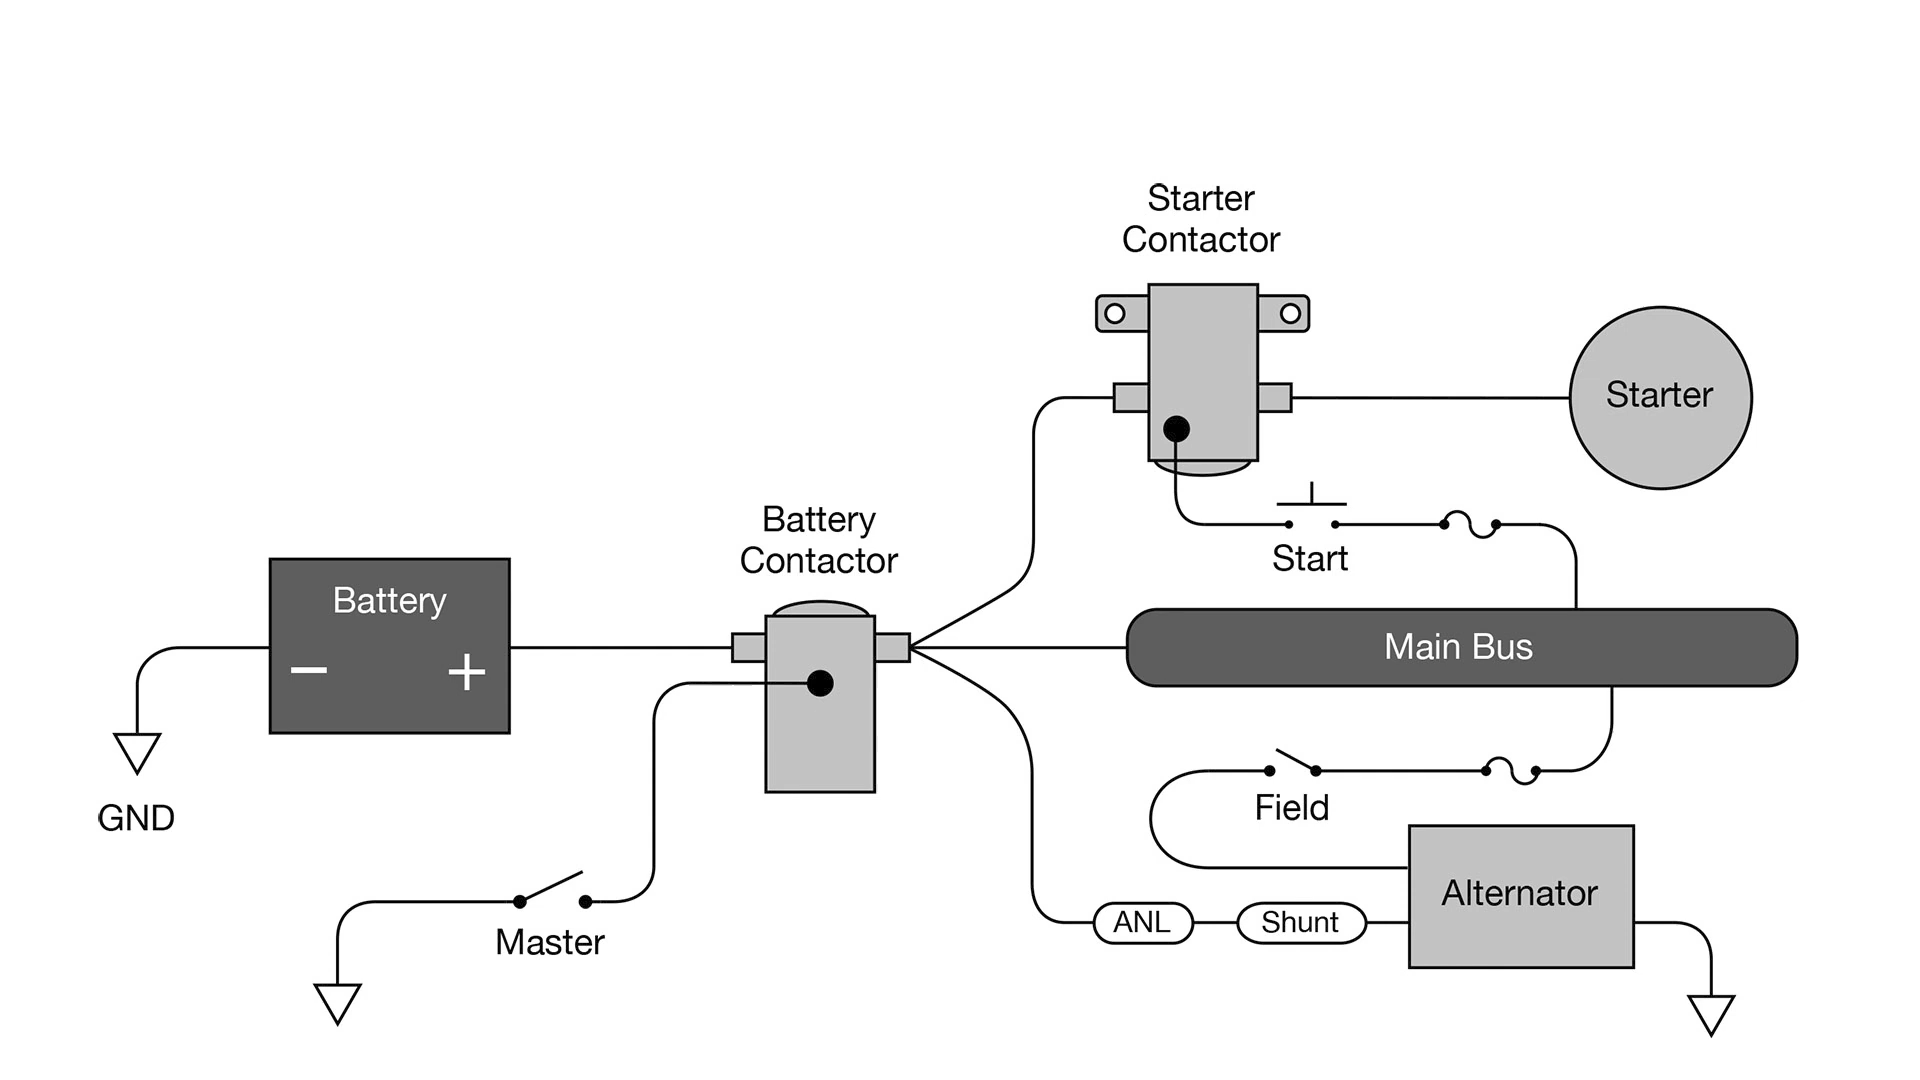 Starter
Contactor
Starter
Battery
Contactor
Start
Battery
− +
Main Bus
GND
Field
Alternator
Master
ANL
Shunt